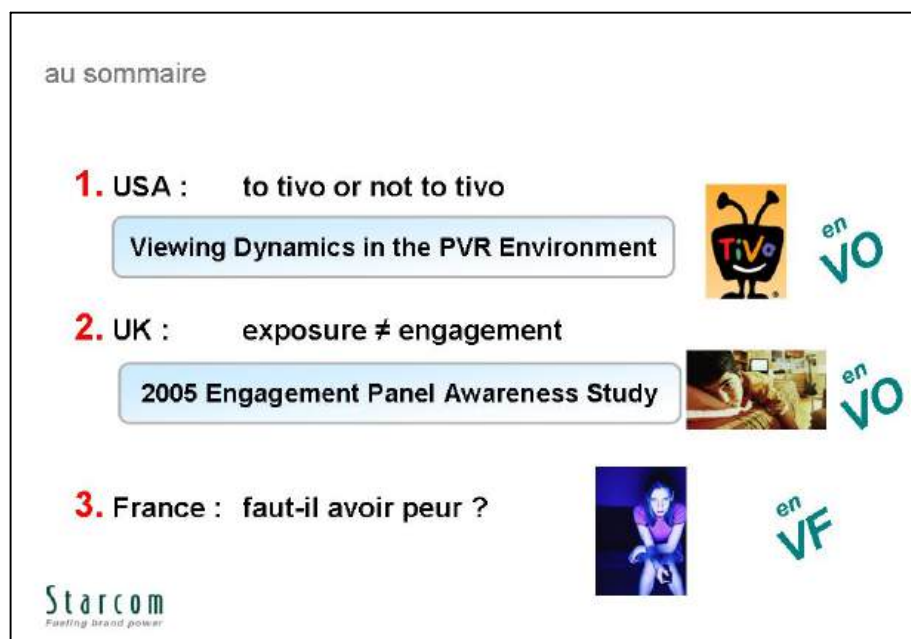 au sommaire
1. USA : to tivo or not to tivo
Viewing Dynamics in the PVR Environment
TiVo
en
VO
2. UK : exposure ≠ engagement
2005 Engagement Panel Awareness Study
en
VO
3. France : faut-il avoir peur ?
en
VF
Starcom
Fueling brand power